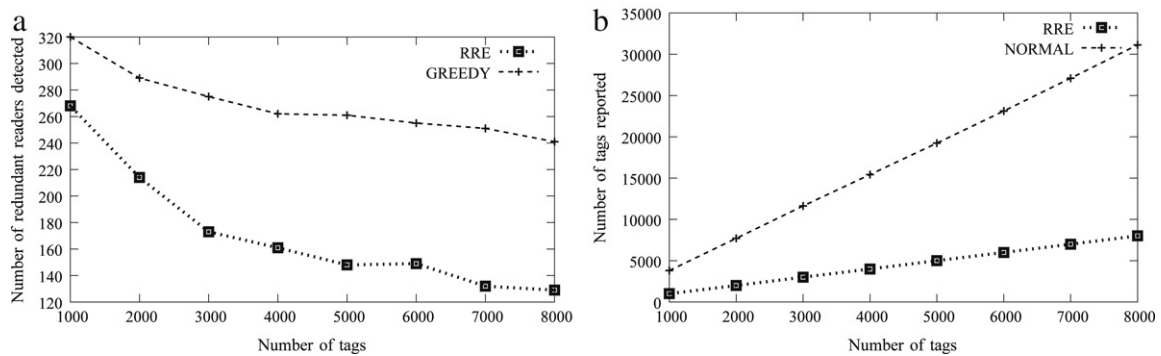 a
Number of redundant readers detected
320
300
280
260
240
220
200
180
160
140
120
RRE
GREEDY
1000 2000 3000 4000 5000 6000 7000 8000
Number of tags
b
Number of tags reported
35000
30000
25000
20000
15000
10000
5000
0
RRE
NORMAL
1000 2000 3000 4000 5000 6000 7000 8000
Number of tags